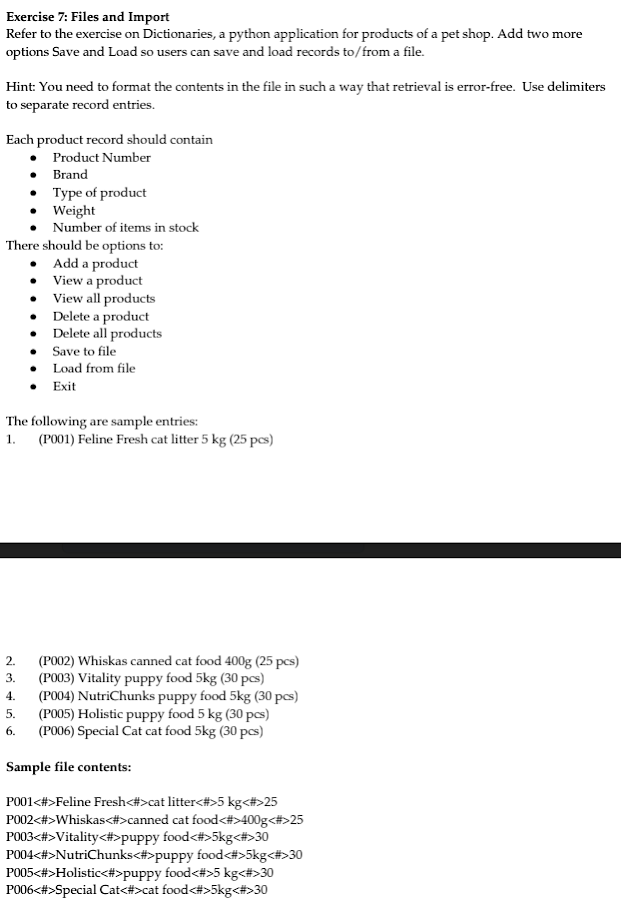 Exercise 7: Files and Import
Refer to the exercise on Dictionaries, a python application for products of a pet shop. Add two more
options Save and Load so users can save and load records to/from a file.
Hint: You need to format the contents in the file in such a way that retrieval is error-free.  Use delimiters
to separate record entries.
Each product record should contain
• Product Number
• Brand
• Type of product
• Weight
• Number of items in stock
There should be options to:
• Add a product
• View a product
• View all products
• Delete a product
• Delete all products
• Save to file
• Load from file
• Exit
The following are sample entries:
1. (P001) Feline Fresh cat litter 5 kg (25 pcs)
2. (P002) Whiskas canned cat food 400g (25 pcs)
3. (P003) Vitality puppy food 5kg (30 pcs)
4. (P004) NutriChunks puppy food 5kg (30 pcs)
5. (P005) Holistic puppy food 5 kg (30 pcs)
6. (P006) Special Cat cat food 5kg (30 pcs)
Sample file contents:
P001<#>Feline Fresh<#>cat litter<#>5 kg<#>25
P002<#>Whiskas<#>canned cat food<#>400g<#>25
P003<#>Vitality<#>puppy food<#>5kg<#>30
P004<#>NutriChunks<#>puppy food<#>5kg<#>30
P005<#>Holistic<#>puppy food<#>5 kg<#>30
P006<#>Special Cat<#>cat food<#>5kg<#>30